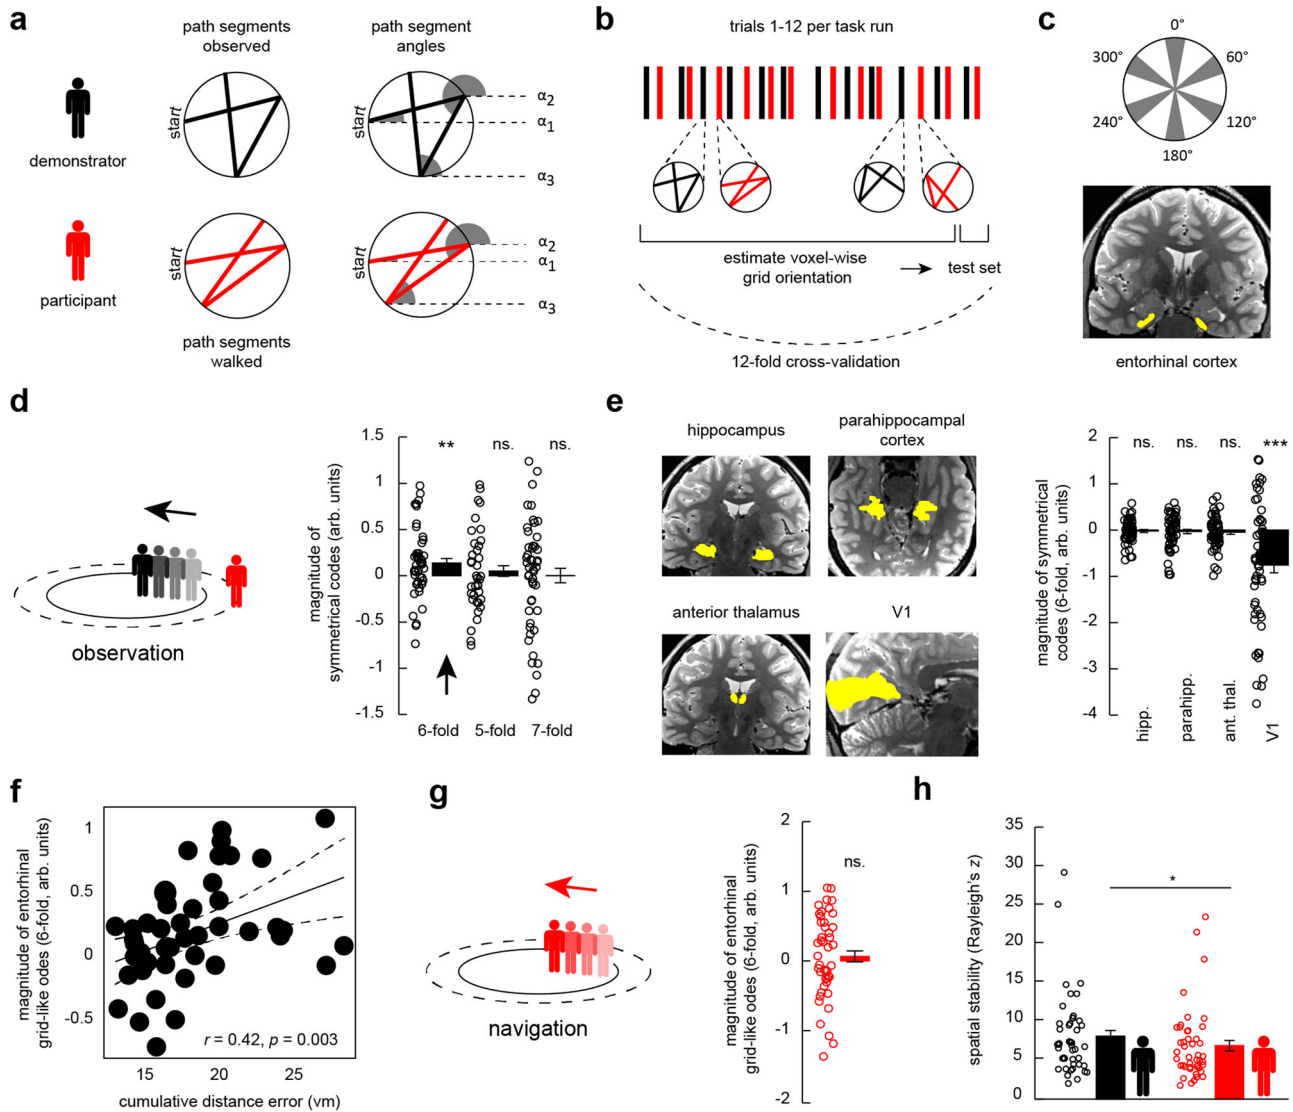 a
path segments
observed
path segment
angles
start
start
α2
α1
α3
demonstrator
start
start
α2
α1
α3
participant
path segments
walked
b
trials 1-12 per task run
estimate voxel-wise
grid orientation
test set
12-fold cross-validation
c
0°
300°
60°
240°
120°
180°
entorhinal cortex
d
observation
magnitude of
symmetrical codes (arb. units)
1.5
1
0.5
0
-0.5
-1
-1.5
**
ns.
ns.
6-fold
5-fold
7-fold
e
hippocampus
parahippocampal
cortex
anterior thalamus
V1
magnitude of symmetrical
codes (6-fold, arb. units)
2
1
0
-1
-2
-3
-4
ns.
ns.
ns.
***
hipp.
parahipp.
ant. thal.
V1
f
magnitude of entorhinal
grid-like odes (6-fold, arb. units)
1
0.5
0
-0.5
r = 0.42, p = 0.003
15
20
25
cumulative distance error (vm)
g
navigation
magnitude of entorhinal
grid-like odes (6-fold, arb. units)
2
1
0
-1
-2
ns.
h
spatial stability (Rayleigh's z)
35
30
25
20
15
10
5
0
*